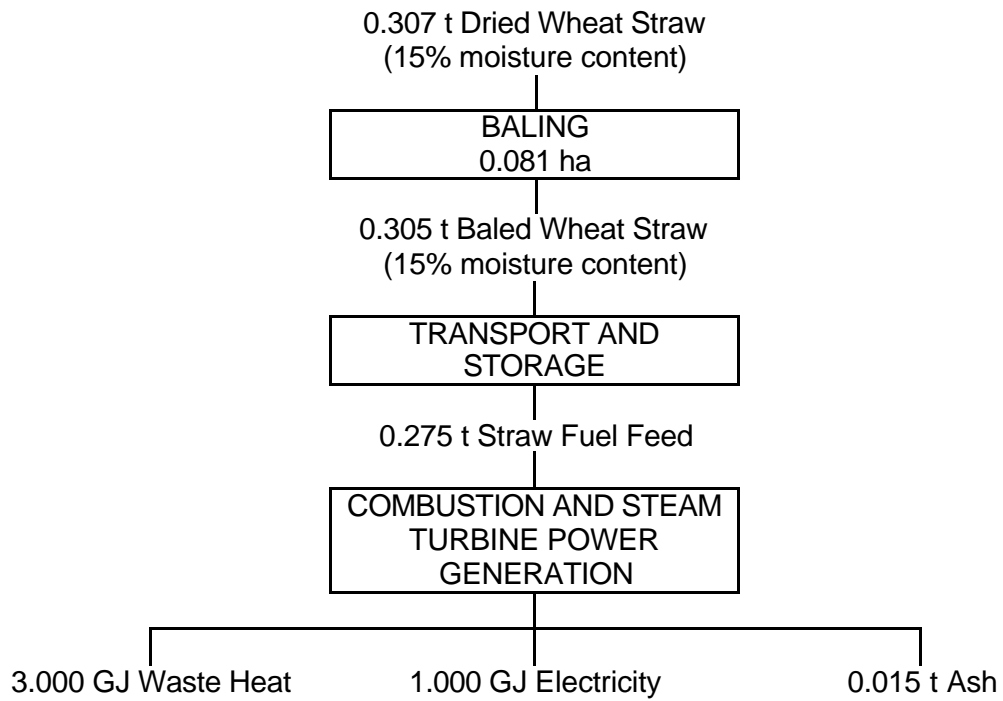 0.307 t Dried Wheat Straw
(15% moisture content)
BALING
0.081 ha
0.305 t Baled Wheat Straw
(15% moisture content)
TRANSPORT AND
STORAGE
0.275 t Straw Fuel Feed
COMBUSTION AND STEAM
TURBINE POWER
GENERATION
3.000 GJ Waste Heat
1.000 GJ Electricity
0.015 t Ash